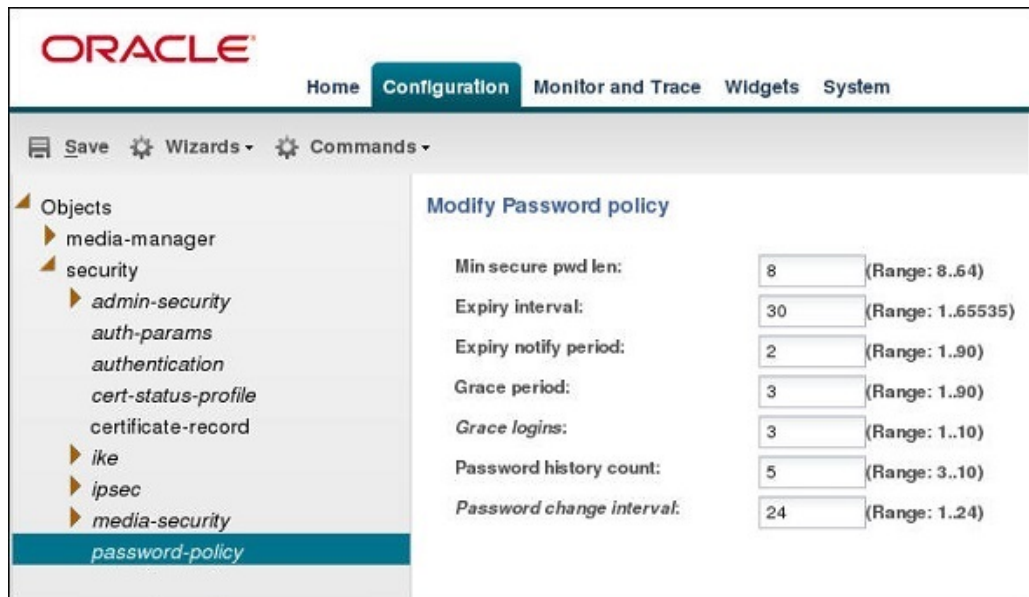 ORACLE
Home Configuration Monitor and Trace Widgets System
Save Wizards Commands
Objects
media-manager
security
admin-security
auth-params
authentication
cert-status-profile
certificate-record
ike
ipsec
media-security
password-policy
Modify Password policy
Min secure pwd len: 8 (Range: 8..64)
Expiry interval: 30 (Range: 1..65535)
Expiry notify period: 2 (Range: 1..90)
Grace period: 3 (Range: 1..90)
Grace logins: 3 (Range: 1..10)
Password history count: 5 (Range: 3..10)
Password change interval: 24 (Range: 1..24)